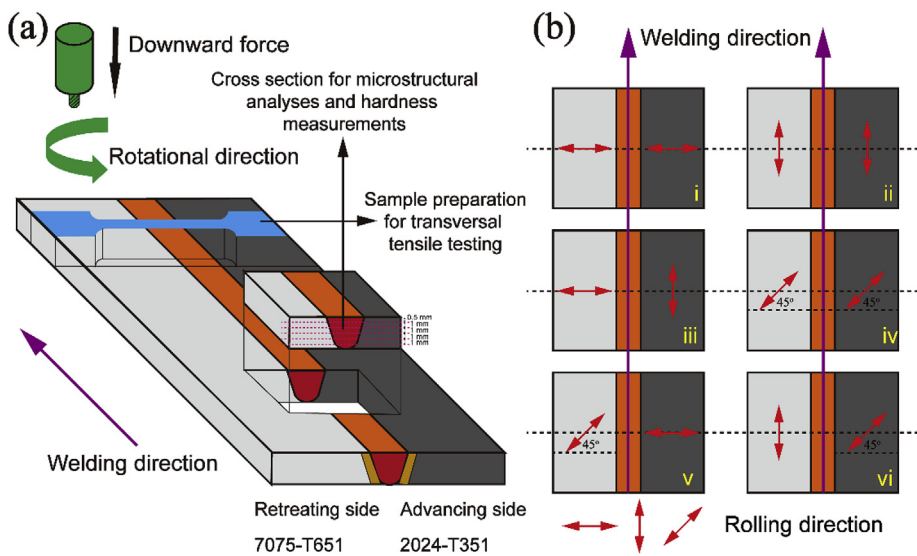 (a)
Downward force
Cross section for microstructural
analyses and hardness
measurements
Rotational direction
Sample preparation
for transversal
tensile testing
0.5 mm
1 mm
1 mm
1 mm
Welding direction
Retreating side
Advancing side
7075-T651
2024-T351
(b)
Welding direction
i
ii
iii
45°
45°
iv
45°
v
45°
vi
Rolling direction